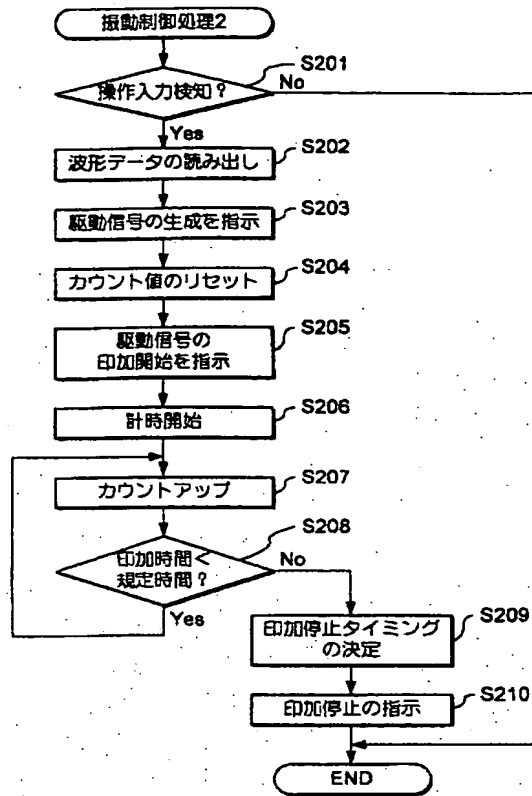 振動制御処理2
S201
操作入力検知?
No
Yes
S202
波形データの読み出し
S203
駆動信号の生成を指示
S204
カウント値のリセット
S205
駆動信号の
印加開始を指示
S206
計時開始
S207
カウントアップ
S208
印加時間<
規定時間?
No
Yes
S209
印加停止タイミング
の決定
S210
印加停止の指示
END